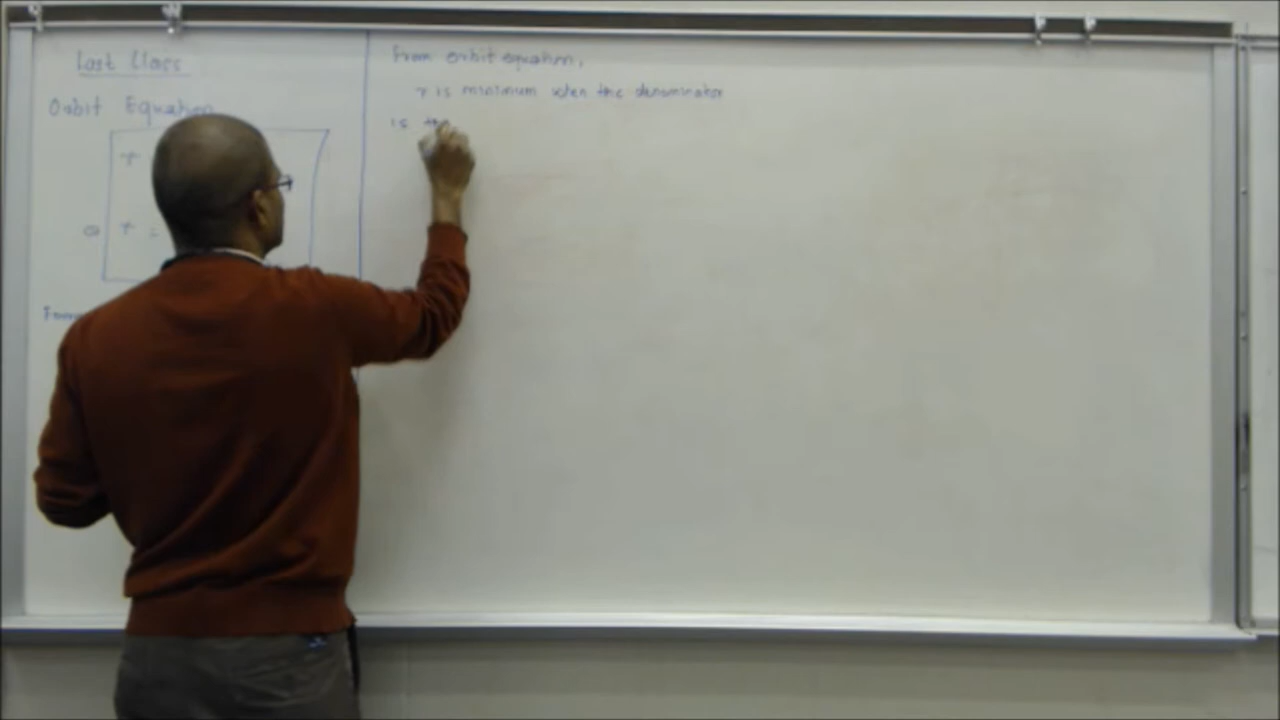 Last Class
Orbit Equation
r
or r =
From orbit equation,
r is minimum when the denominator
is the